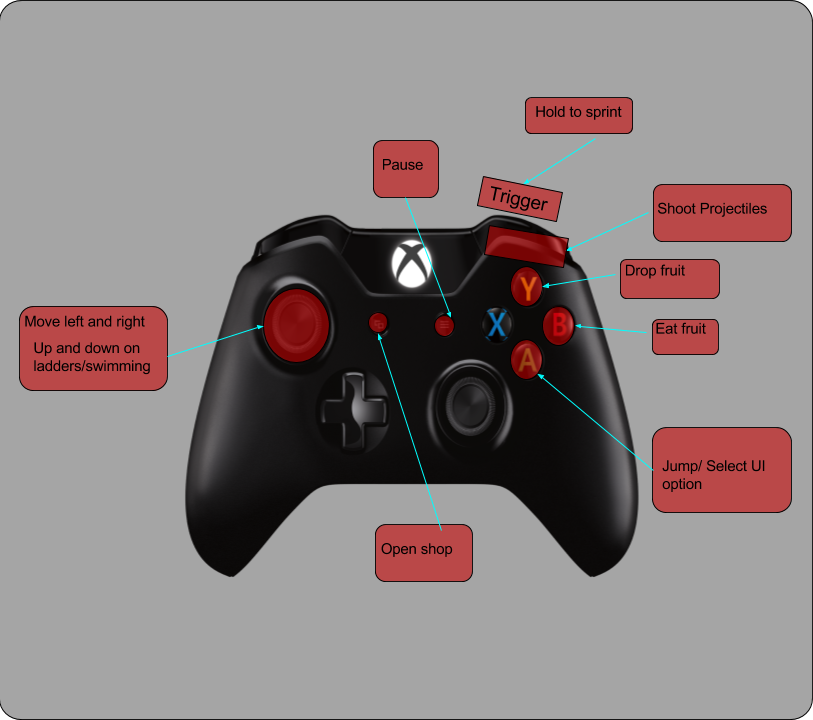 Hold to sprint
Pause
Trigger
Shoot Projectiles
Drop fruit
Y
Move left and right
X
B
Eat fruit
Up and down on
ladders/swimming
A
Jump/ Select UI
option
Open shop